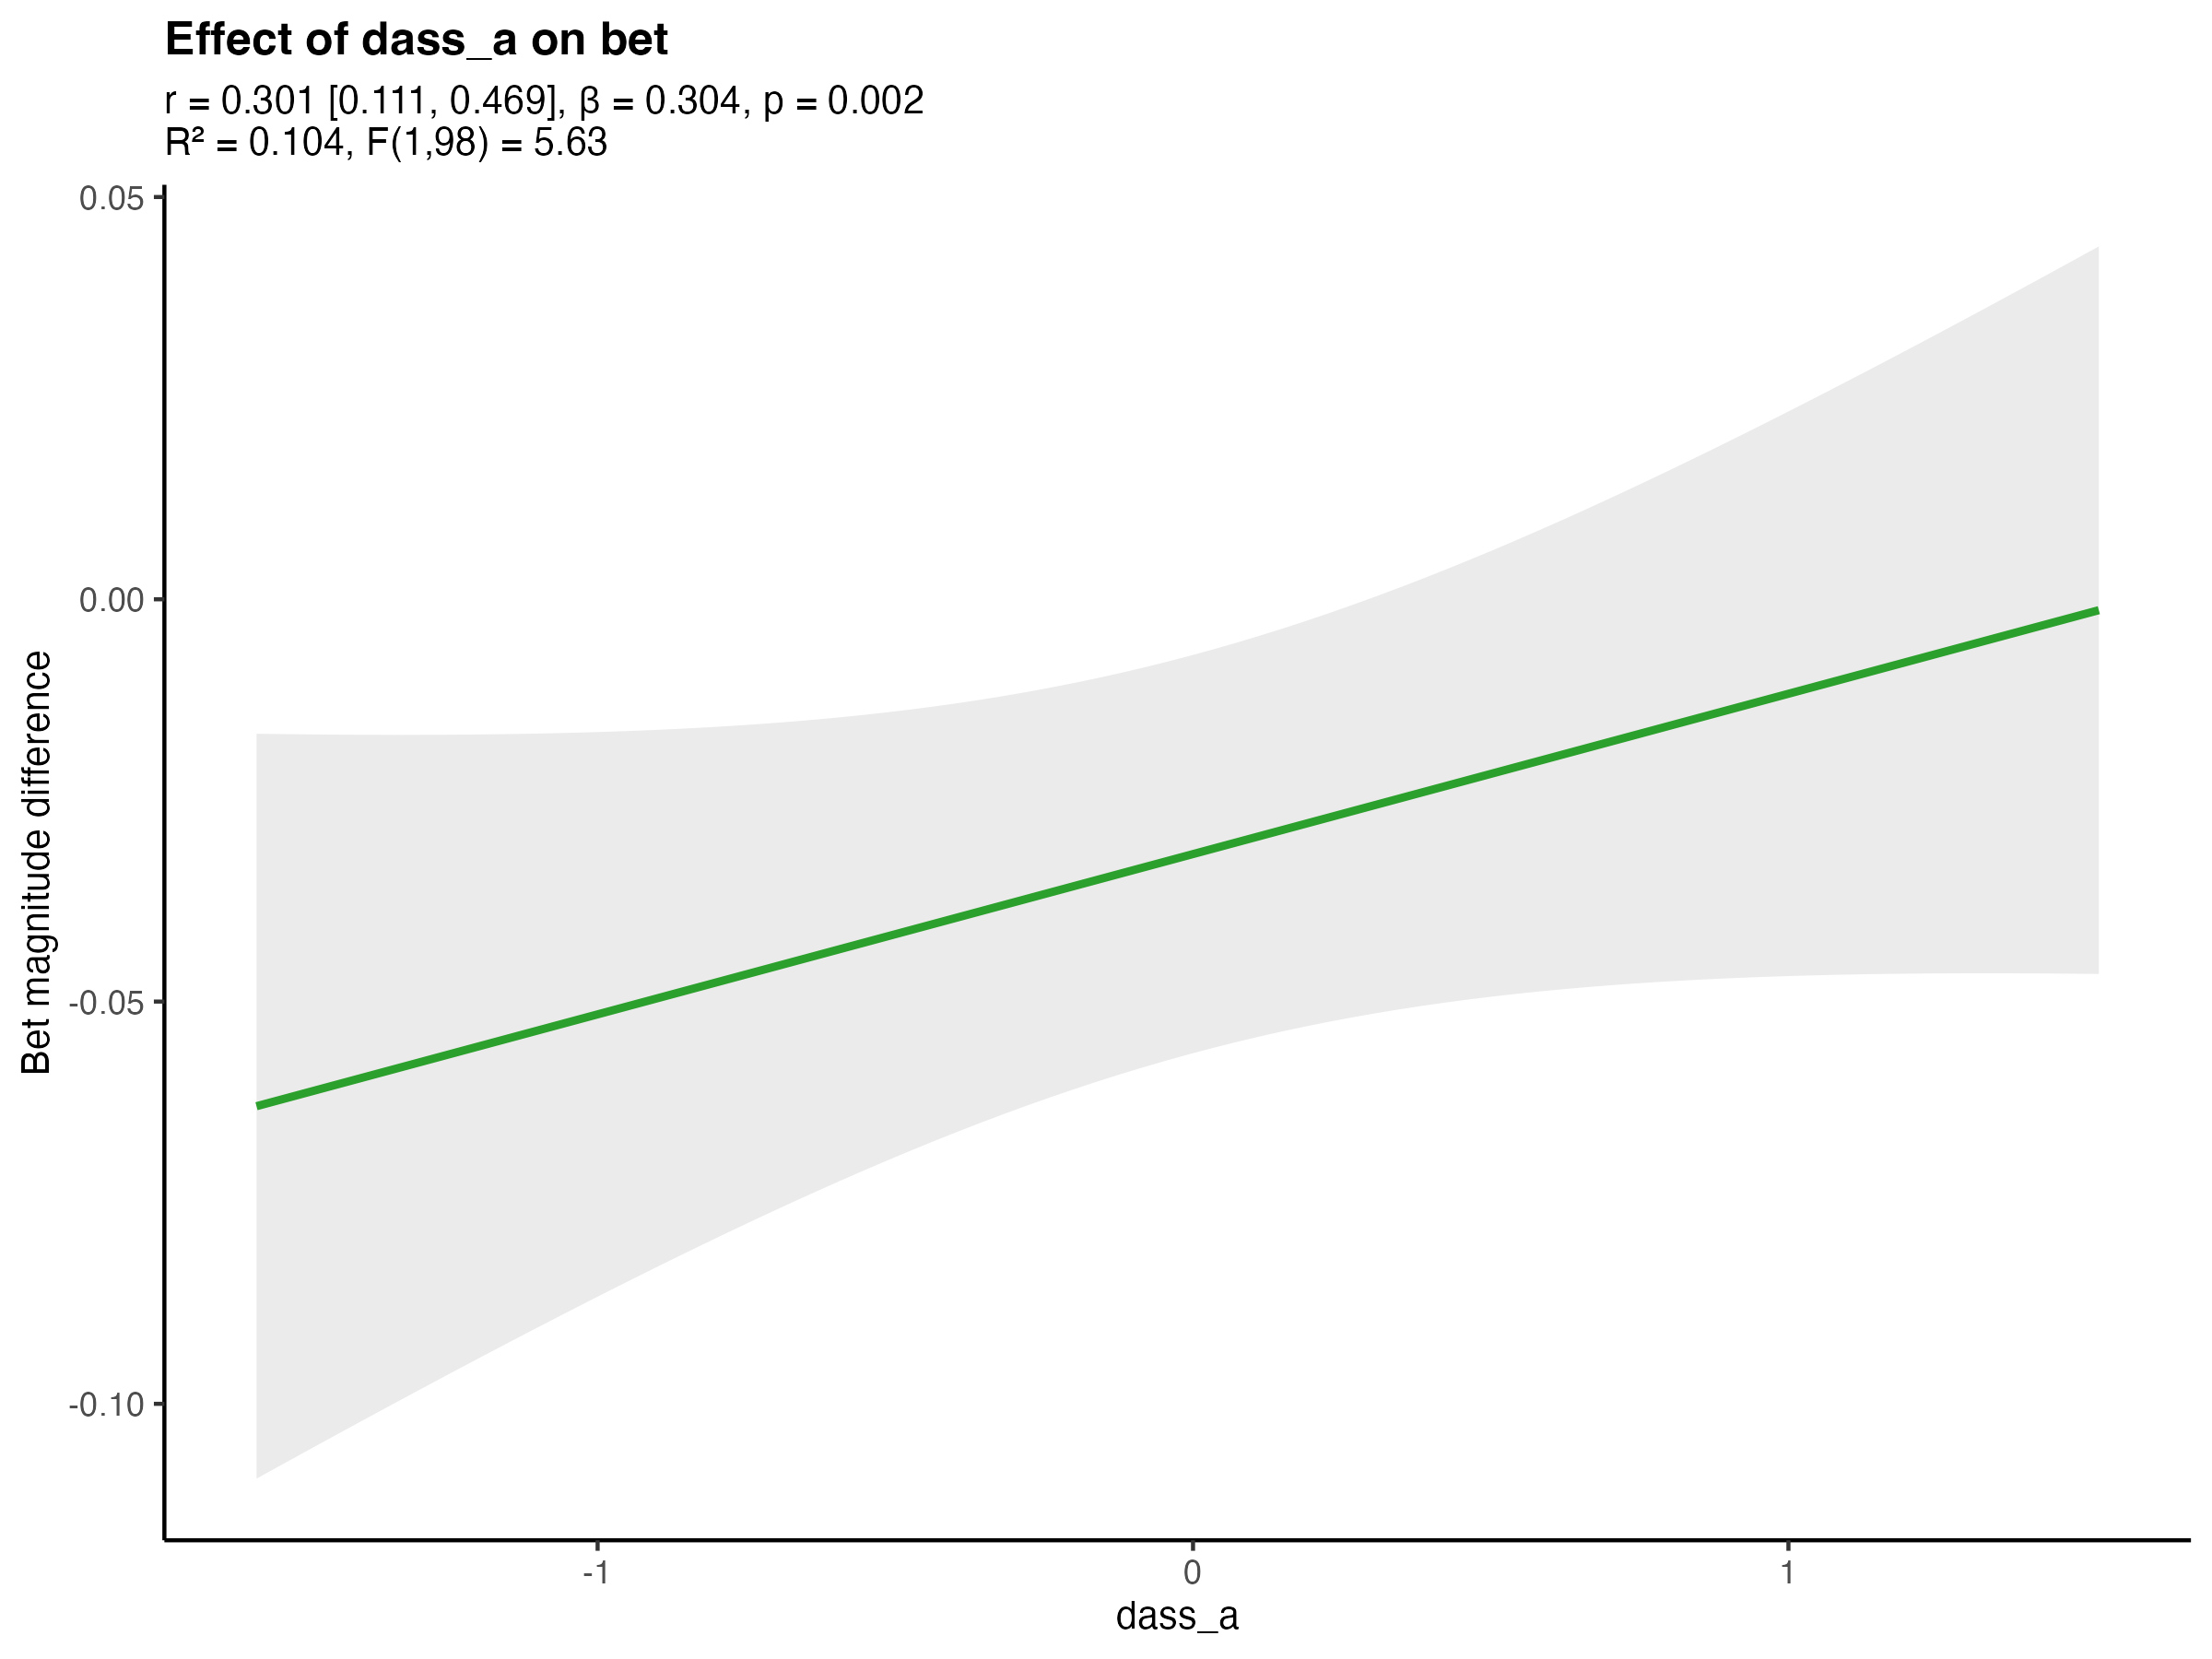 Effect of dass_a on bet
r = 0.301 [0.111, 0.469], β = 0.304, p = 0.002
R² = 0.104, F(1,98) = 5.63
0.05
0.00
-0.05
-0.10
Bet magnitude difference
-1
0
1
dass_a